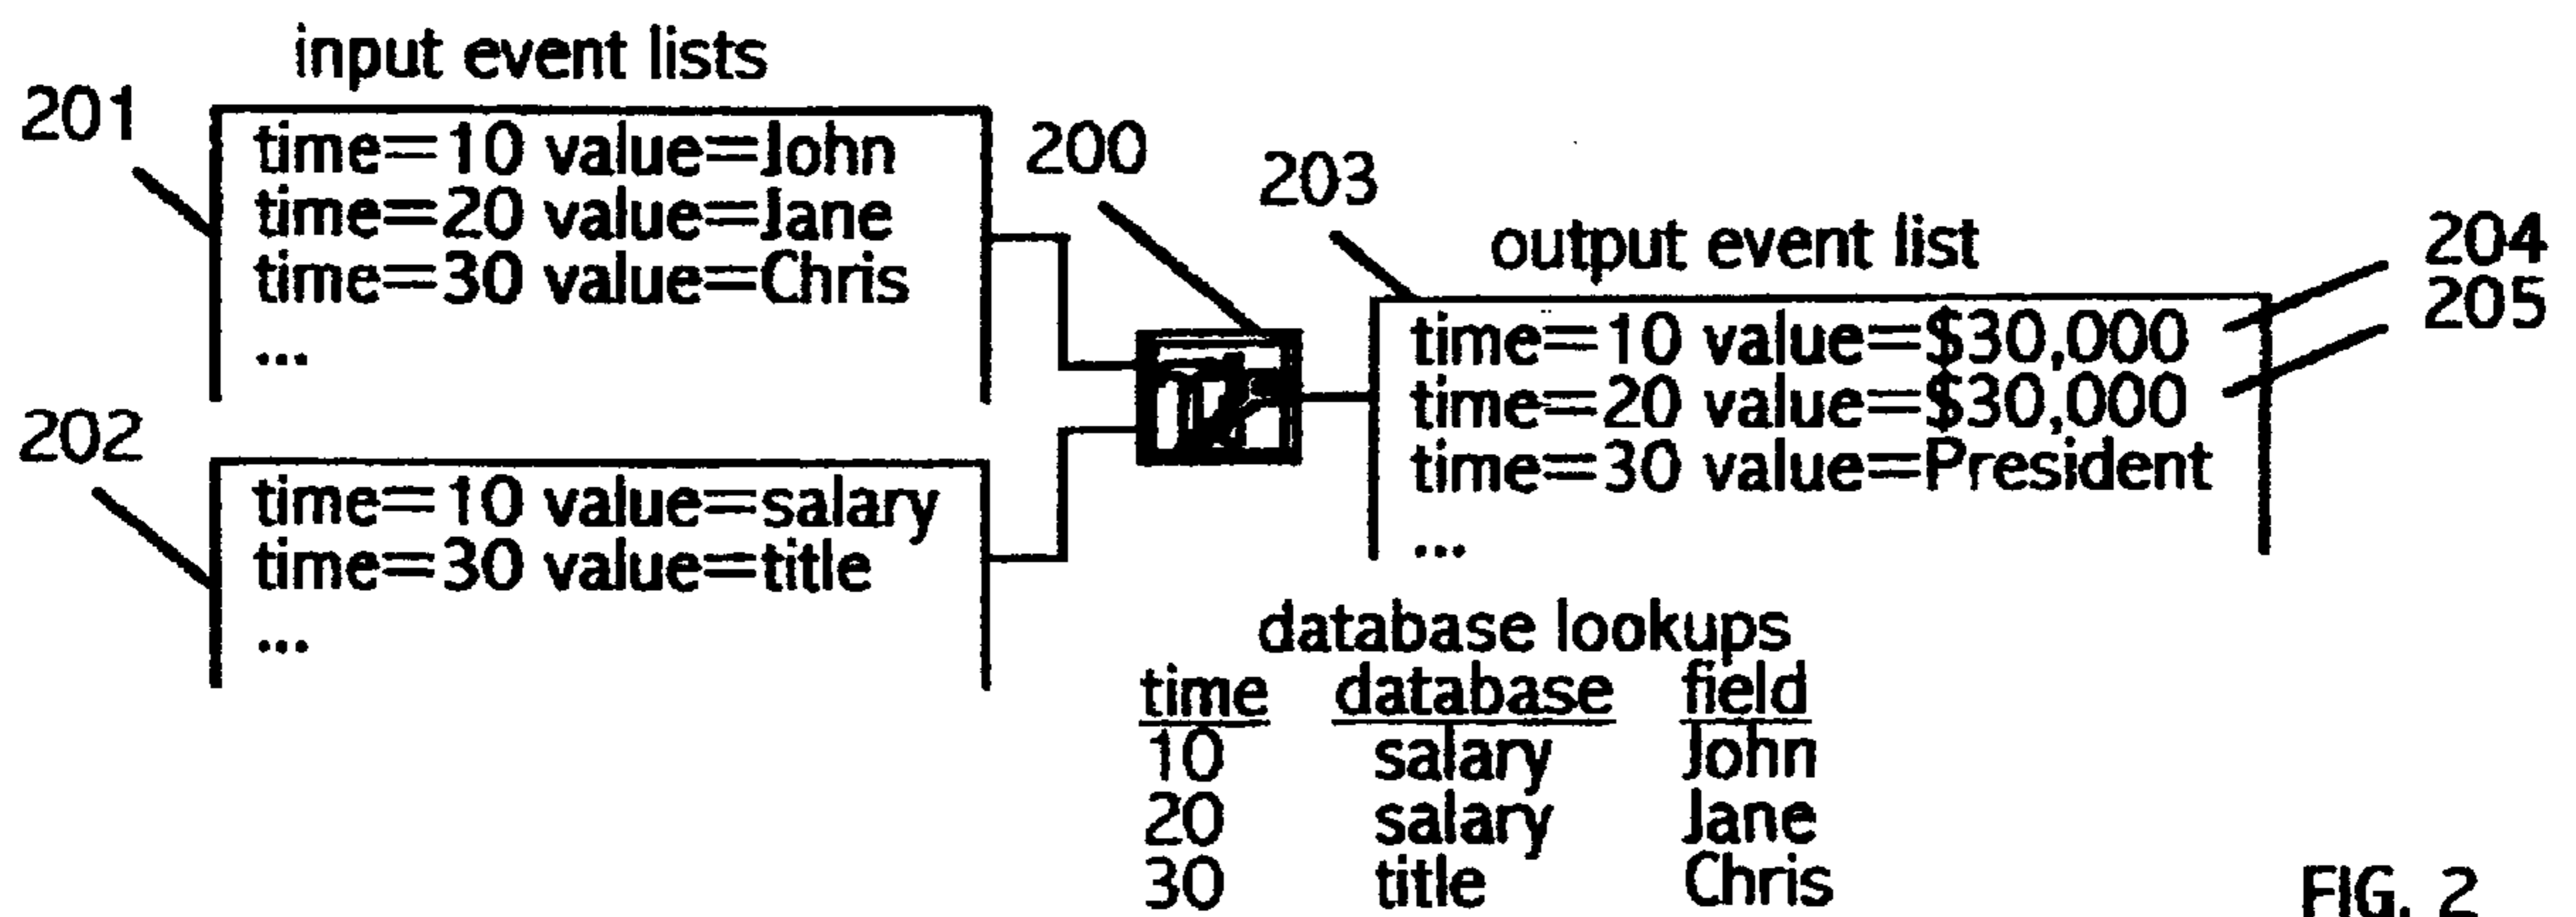 input event lists
201
time=10 value=John
time=20 value=Jane
time=30 value=Chris
...
202
time=10 value=salary
time=30 value=title
...
200
203
output event list
204
205
time=10 value=$30,000
time=20 value=$30,000
time=30 value=President
...
database lookups
time database field
10 salary John
20 salary Jane
30 title Chris
FIG. 2